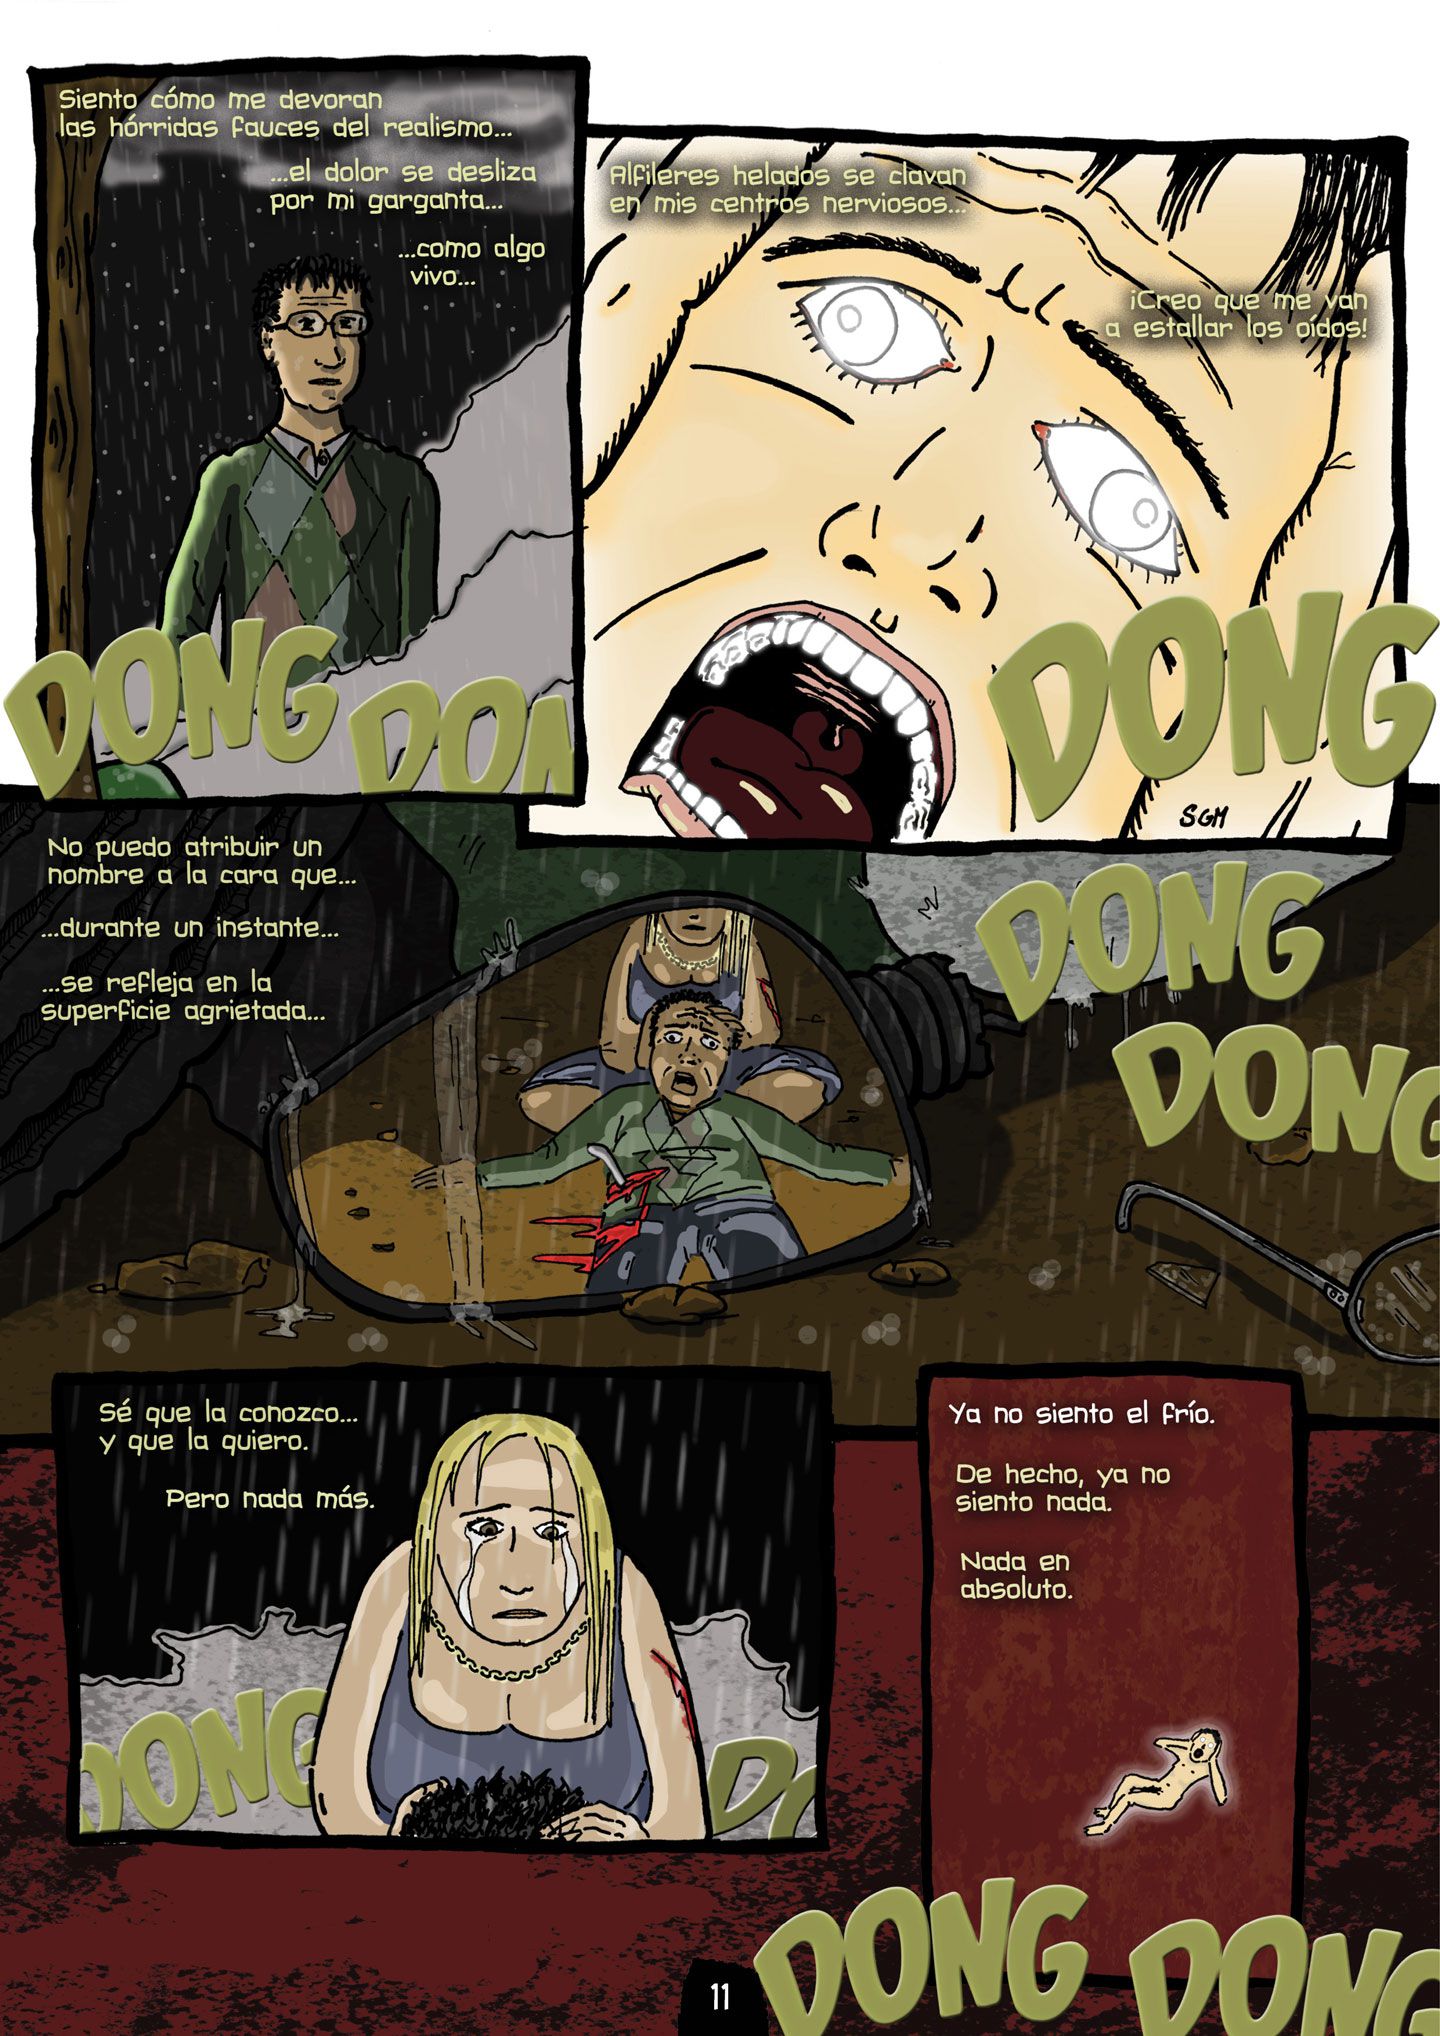 Siento cómo me devoran
las hórridas fauces del realismo...
...el dolor se desliza
por mi garganta...
...como algo
vivo...
DONG
DON
Alfileres helados se clavan
en mis centros nerviosos...
¡Creo que me van
a estallar los oídos!
DONG
SGM
No puedo atribuir un
nombre a la cara que...
...durante un instante...
...se refleja en la
superficie agrietada...
DONG
DONG
Sé que la conozco...
y que la quiero.
Pero nada más.
DONG
DO
Ya no siento el frío.
De hecho, ya no
siento nada.
Nada en
absoluto.
DONG
DONG
11